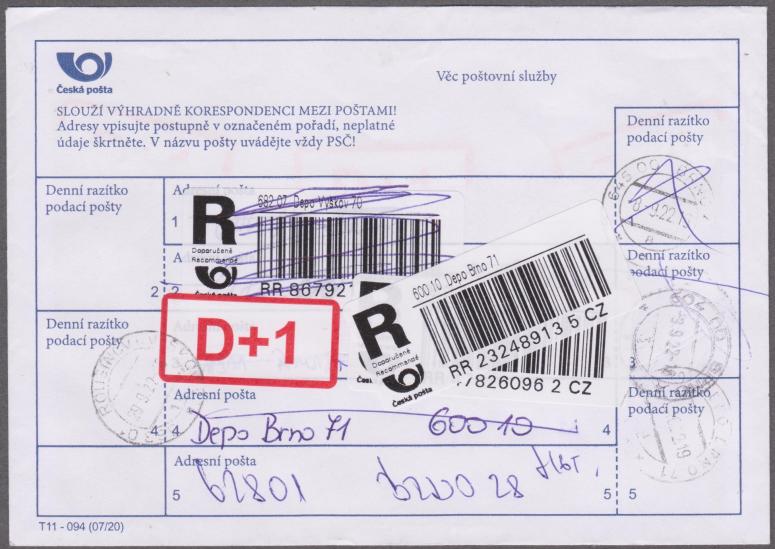 Česká pošta
Věc poštovní služby
SLOUŽÍ VÝHRADNĚ KORESPONDENCI MEZI POŠTAMI!
Adresy vpisujte postupně v označeném pořadí, neplatné
údaje škrtněte. V názvu pošty uvádějte vždy PSČ!
Denní razítko
podací pošty
Denní razítko
podací pošty
Adresní pošta
1
682 07 Depo Vyškov 70
R
Doporučeně
Recommandé
RR 86792
2
2
Denní razítko
podací pošty
600 10 Depo Brno 71
R
Doporučeně
Recommandé
RR 23248913 5 CZ
Česká pošta
7826096 2 CZ
D+1
Denní razítko
podací pošty
3
Adresní pošta
Denní razítko
podací pošty
4
4
Depo Brno 71 60010
4
Adresní pošta
5
62801 Brno 28
5
5
T11 - 094 (07/20)